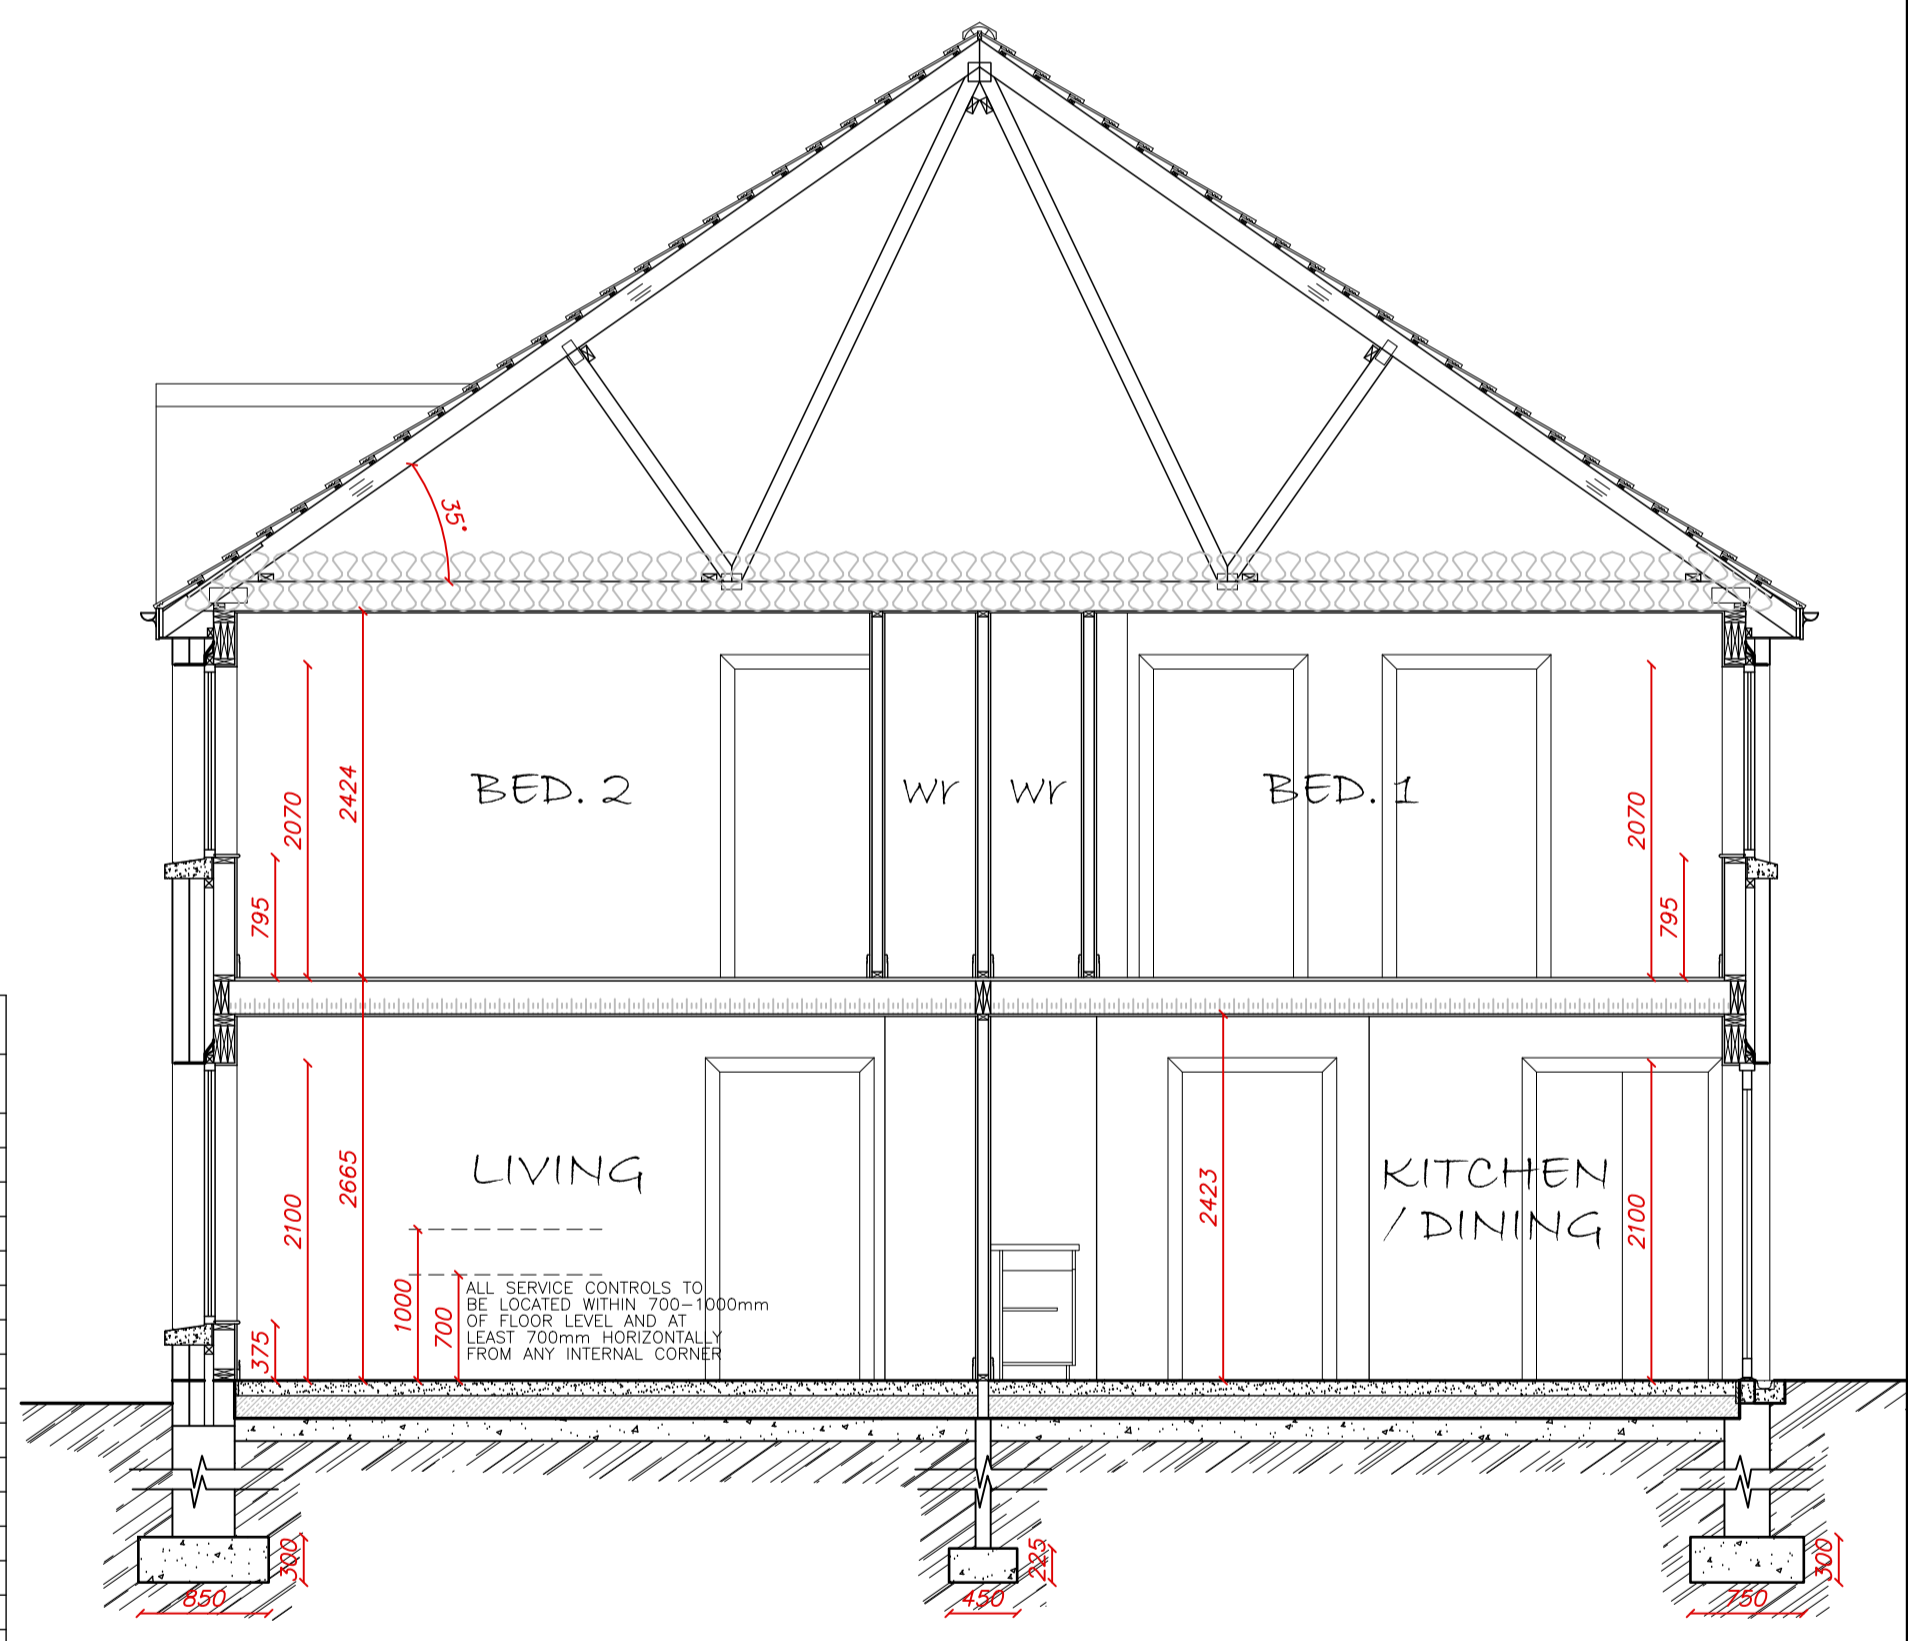 35°
2424
2070
795
BED. 2
wr
wr
BED. 1
2070
795
2665
2100
375
LIVING
1000
700
ALL SERVICE CONTROLS TO
BE LOCATED WITHIN 700-1000mm
OF FLOOR LEVEL AND AT
LEAST 700mm HORIZONTALLY
FROM ANY INTERNAL CORNER
2423
KITCHEN
/DINING
2100
300
850
225
450
300
750